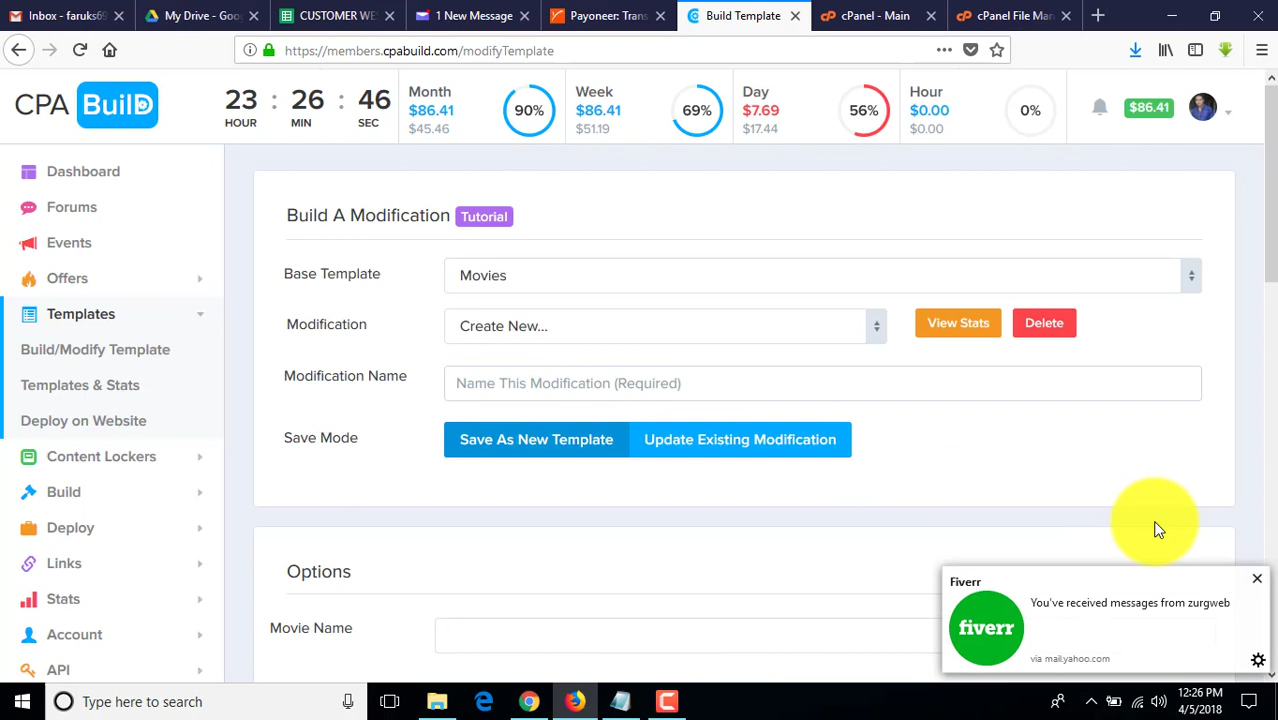 Inbox - faruks69
My Drive - Goo
CUSTOMER WE
1 New Message
Payoneer: Trans
Build Template
cPanel - Main
cPanel File Man
https://members.cpabuild.com/modifyTemplate
CPA BuilD
23 : 26 : 46
HOUR MIN SEC
Month
$86.41
$45.46
90%
Week
$86.41
$51.19
69%
Day
$7.69
$17.44
56%
Hour
$0.00
$0.00
0%
$86.41
Dashboard
Forums
Events
Offers
Templates
Build/Modify Template
Templates & Stats
Deploy on Website
Content Lockers
Build
Deploy
Links
Stats
Account
API
Build A Modification Tutorial
Base Template
Movies
Modification
Create New...
View Stats
Delete
Modification Name
Name This Modification (Required)
Save Mode
Save As New Template
Update Existing Modification
Options
Movie Name
Fiverr
You've received messages from zurgweb
fiverr
via mail.yahoo.com
Type here to search
12:26 PM
4/5/2018